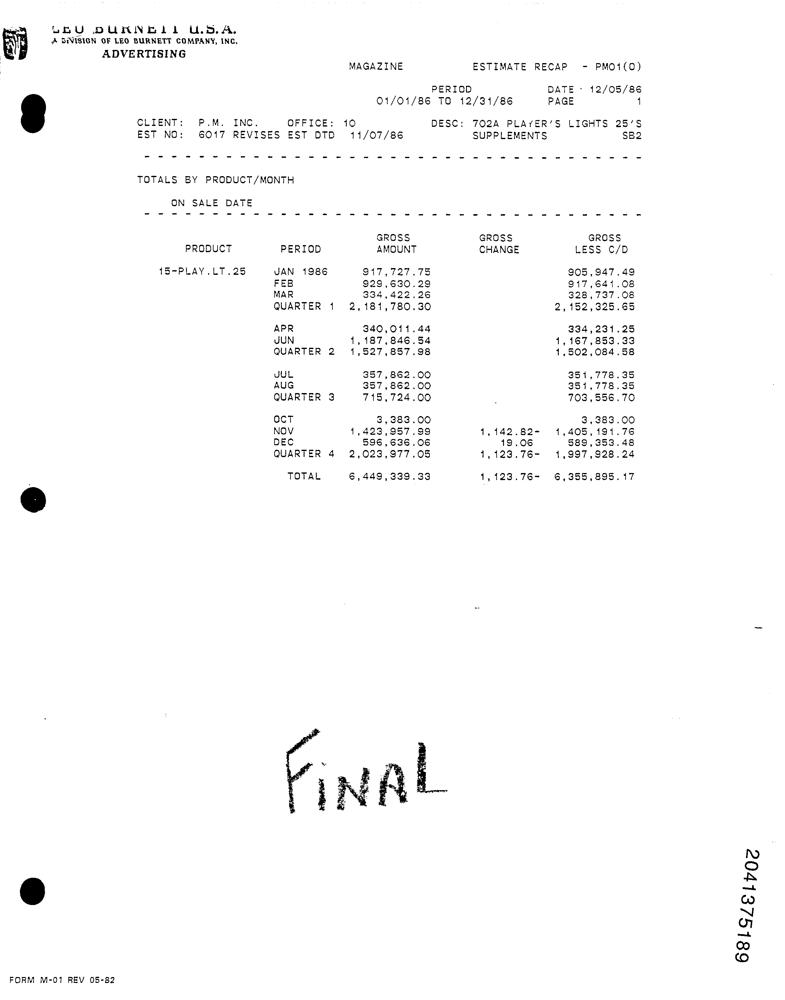 LEO BURNETT U.S.A.
A DIVISION OF LEO BURNETT COMPANY, INC.
ADVERTISING
MAGAZINE ESTIMATE RECAP - PM01(0)
PERIOD DATE 12/05/86
01/01/86 TO 12/31/86 PAGE 1
CLIENT: P.M. INC. OFFICE: 10 DESC: 702A PLAYER'S LIGHTS 25'S
EST NO: 6017 REVISES EST DTD 11/07/86 SUPPLEMENTS SB2
TOTALS BY PRODUCT/MONTH
ON SALE DATE
GROSS GROSS GROSS
PRODUCT PERIOD AMOUNT CHANGE LESS C/D
15-PLAY.LT.25 JAN 1986 917,727.75 905,947.49
FEB 929,630.29 917,641.08
MAR 334,422.26 328,737.08
QUARTER 1 2,181,780.30 2,152,325.65
APR 340,011.44 334,231.25
JUN 1,187,846.54 1,167,853.33
QUARTER 2 1,527,857.98 1,502,084.58
JUL 357,862.00 351,778.35
AUG 357,862.00 351,778.35
QUARTER 3 715,724.00 703,556.70
OCT 3,383.00 3,383.00
NOV 1,423,957.99 1,142.82- 1,405,191.76
DEC 596,636.06 19.06 589,353.48
QUARTER 4 2,023,977.05 1,123.76- 1,997,928.24
TOTAL 6,449,339.33 1,123.76- 6,355,895.17
FINAL
2041375189
FORM M-01 REV 05-82